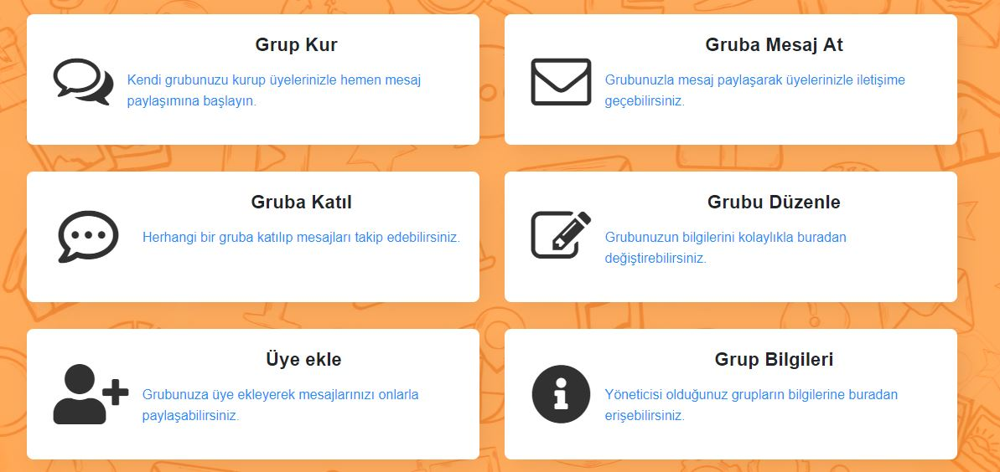 Grup Kur
Kendi grubunuzu kurup üyelerinizle hemen mesaj
paylaşımına başlayın.
Gruba Mesaj At
Grubunuzla mesaj paylaşarak üyelerinizle iletişime
geçebilirsiniz.
Gruba Katıl
Herhangi bir gruba katılıp mesajları takip edebilirsiniz.
Grubu Düzenle
Grubunuzun bilgilerini kolaylıkla buradan
değiştirebilirsiniz.
Üye ekle
Grubunuza üye ekleyerek mesajlarınızı onlarla
paylaşabilirsiniz.
Grup Bilgileri
Yöneticisi olduğunuz grupların bilgilerine buradan
erişebilirsiniz.